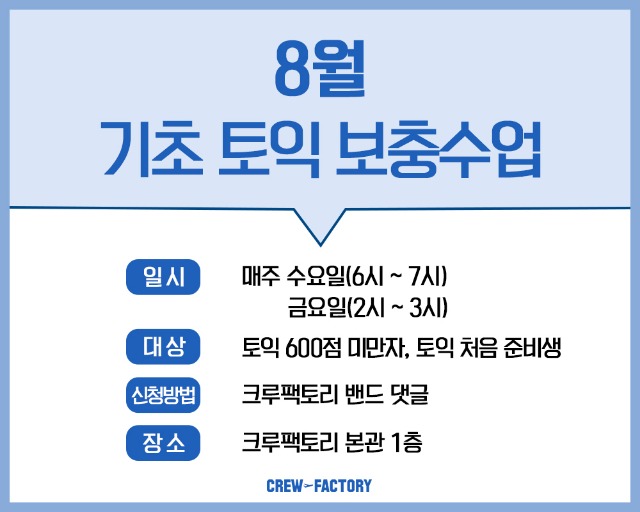 8월
기초 토익 보충수업
일시 매주 수요일(6시 ~ 7시)
금요일(2시 ~ 3시)
대상 토익 600점 미만자, 토익 처음 준비생
신청방법 크루팩토리 밴드 댓글
장소 크루팩토리 본관 1층
CREW FACTORY